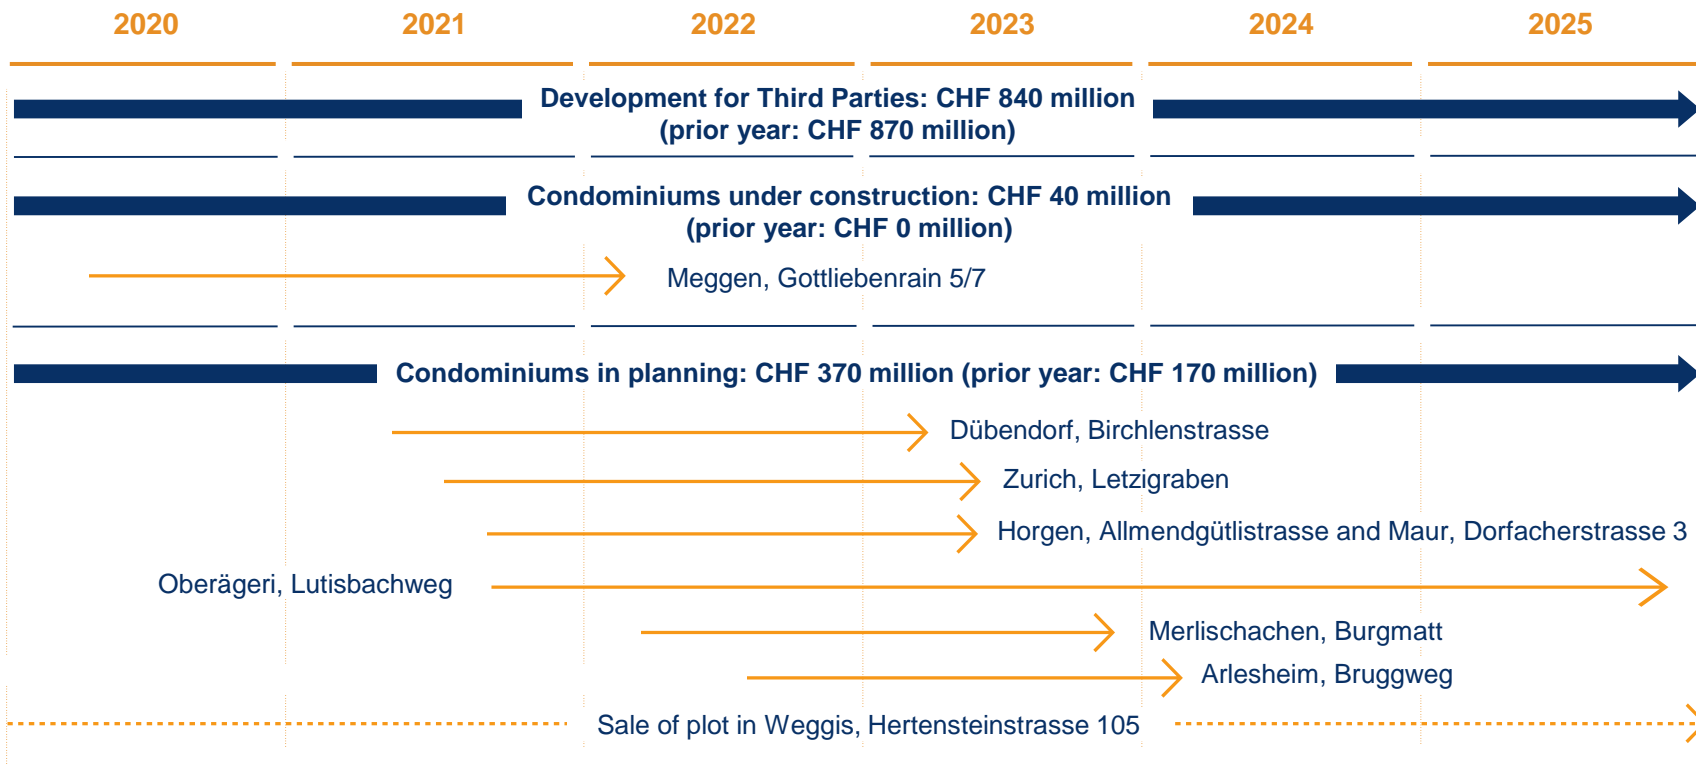 2020 2021 2022 2023 2024 2025
Development for Third Parties: CHF 840 million
(prior year: CHF 870 million)
Condominiums under construction: CHF 40 million
(prior year: CHF 0 million)
Meggen, Gottliebenrain 5/7
Condominiums in planning: CHF 370 million (prior year: CHF 170 million)
Dübendorf, Birchlenstrasse
Zurich, Letzigraben
Horgen, Allmendgütlistrasse and Maur, Dorfacherstrasse 3
Oberägeri, Lutisbachweg
Merlischachen, Burgmatt
Arlesheim, Bruggweg
Sale of plot in Weggis, Hertensteinstrasse 105